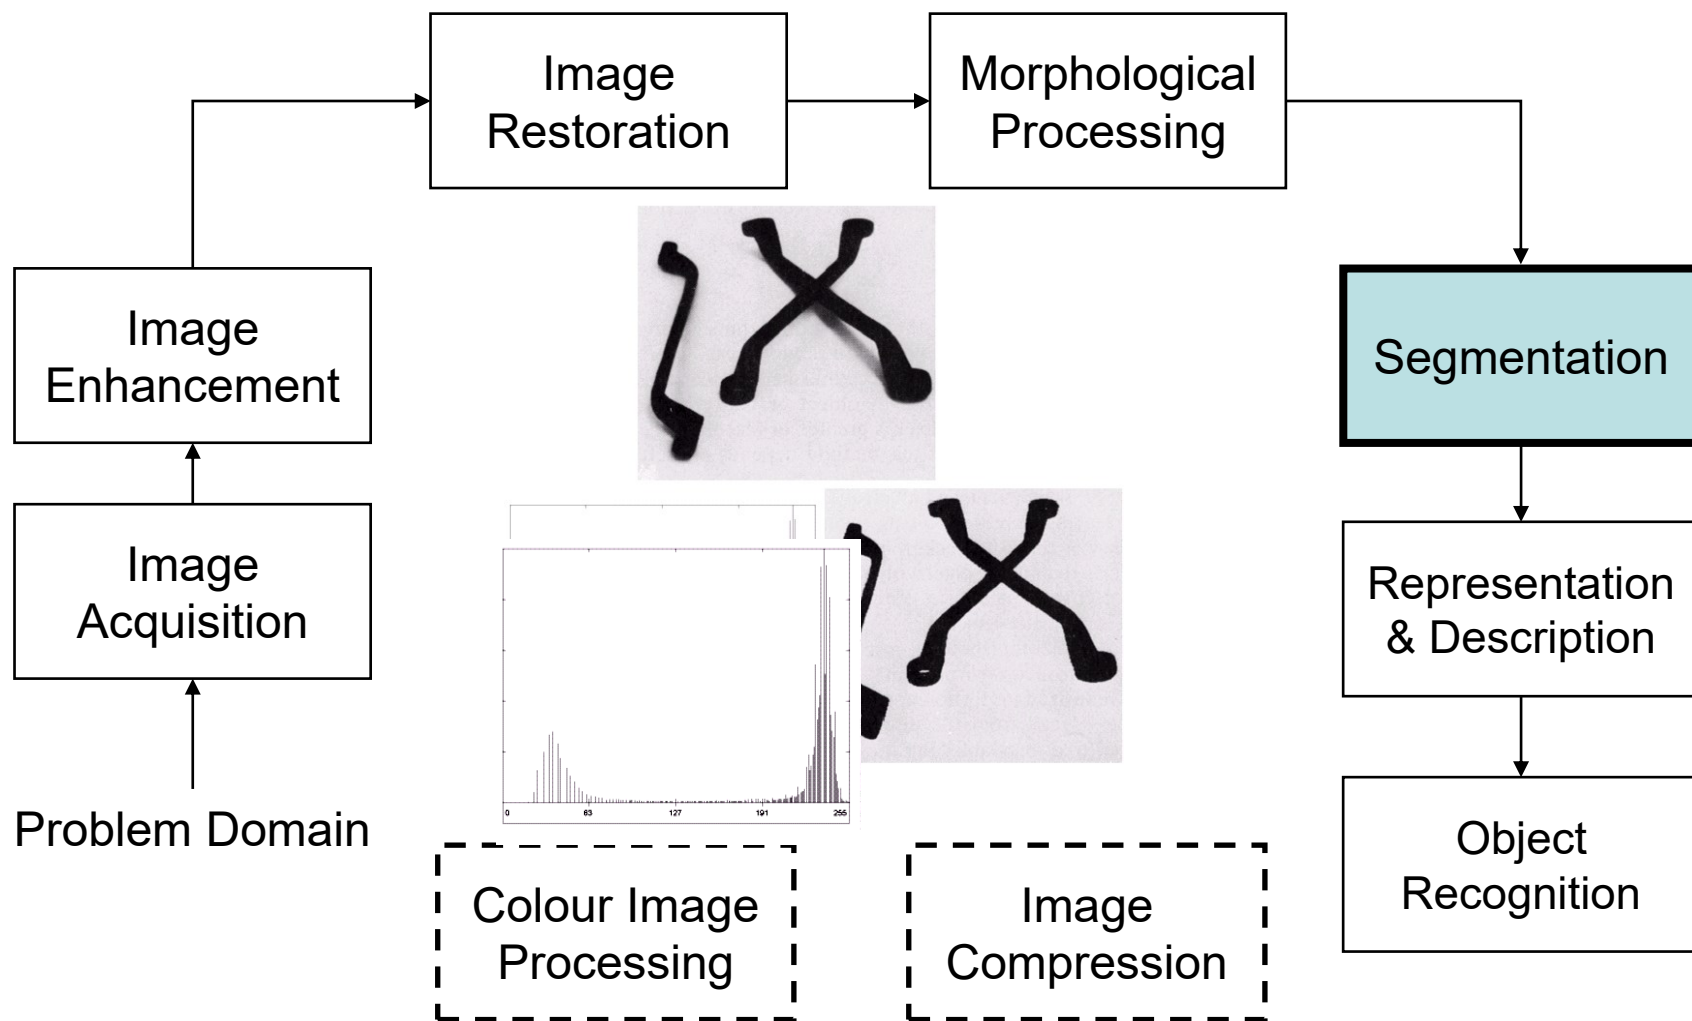 Image
Restoration
Morphological
Processing
Image
Enhancement
Segmentation
Image
Acquisition
Representation
& Description
Problem Domain
0 63 127 191 255
Object
Recognition
Colour Image
Processing
Image
Compression